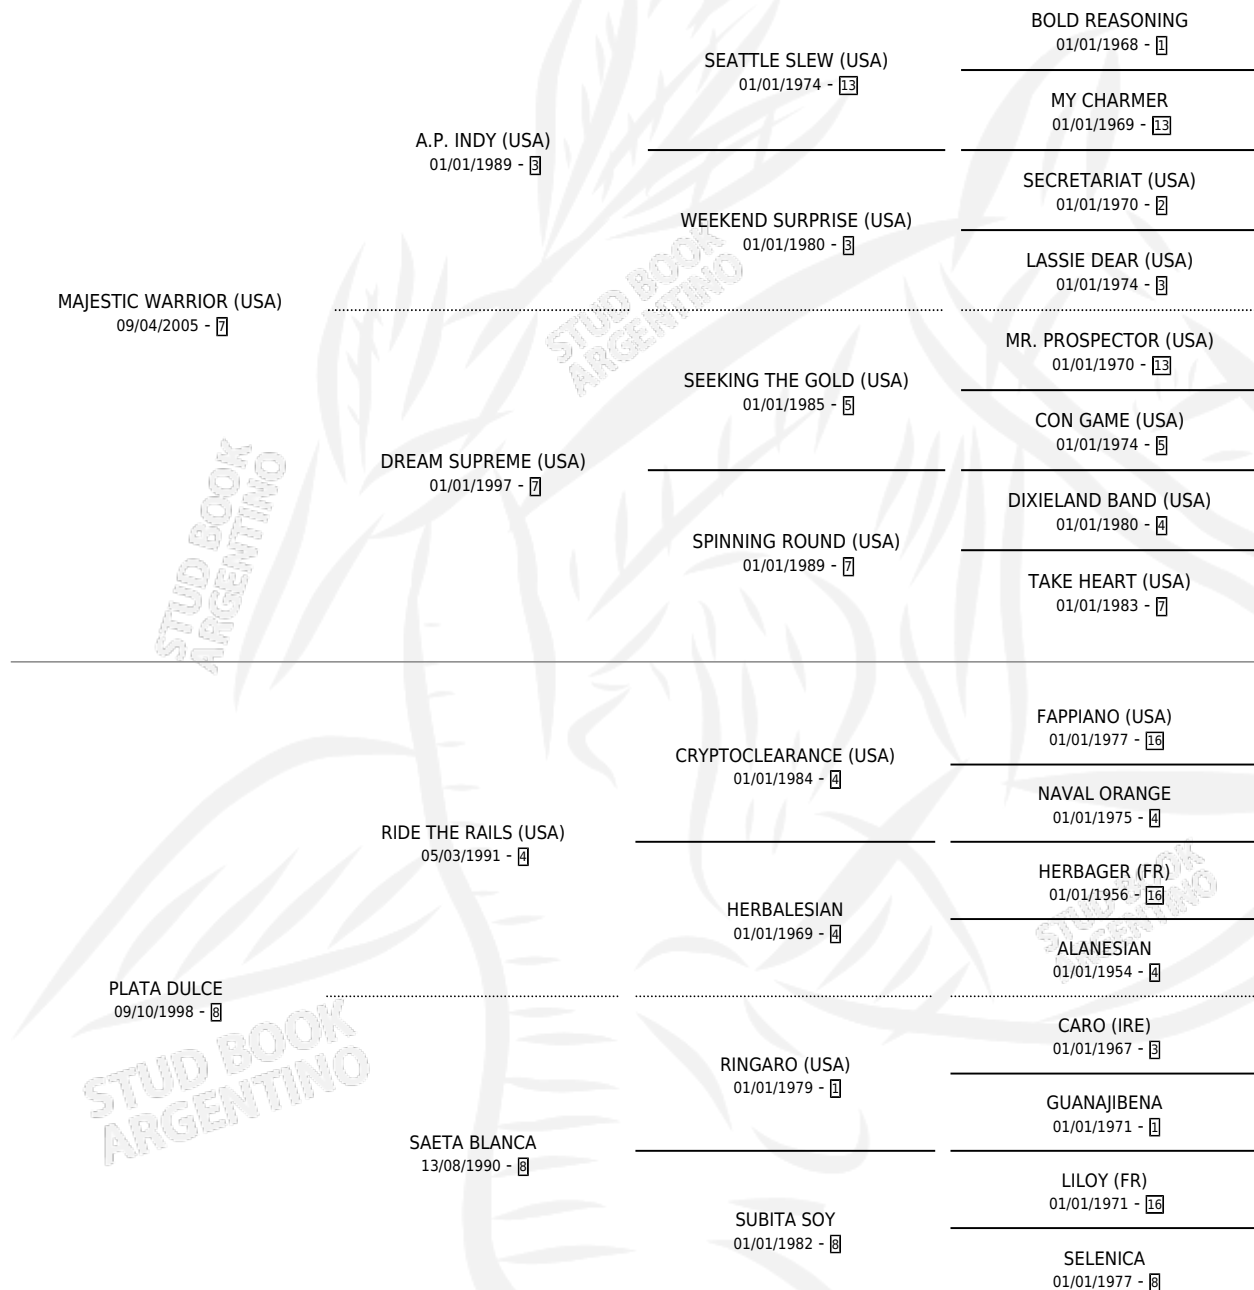 BOLD REASONING
01/01/1968 - 1
SEATTLE SLEW (USA)
01/01/1974 - 13
MY CHARMER
01/01/1969 - 13
A.P. INDY (USA)
01/01/1989 - 3
SECRETARIAT (USA)
01/01/1970 - 2
WEEKEND SURPRISE (USA)
01/01/1980 - 3
LASSIE DEAR (USA)
01/01/1974 - 3
MAJESTIC WARRIOR (USA)
09/04/2005 - 7
MR. PROSPECTOR (USA)
01/01/1970 - 13
SEEKING THE GOLD (USA)
01/01/1985 - 5
CON GAME (USA)
01/01/1974 - 5
DREAM SUPREME (USA)
01/01/1997 - 7
DIXIELAND BAND (USA)
01/01/1980 - 4
SPINNING ROUND (USA)
01/01/1989 - 7
TAKE HEART (USA)
01/01/1983 - 7
STUD BOOK
ARGENTINO
STUD BOOK
ARGENTINO
FAPPIANO (USA)
01/01/1977 - 16
CRYPTOCLEARANCE (USA)
01/01/1984 - 4
NAVAL ORANGE
01/01/1975 - 4
RIDE THE RAILS (USA)
05/03/1991 - 4
HERBAGER (FR)
01/01/1956 - 16
HERBALESIAN
01/01/1969 - 4
ALANESIAN
01/01/1954 - 4
STUD BOOK
ARGENTINO
PLATA DULCE
09/10/1998 - 8
CARO (IRE)
01/01/1967 - 3
RINGARO (USA)
01/01/1979 - 1
GUANAJIBENA
01/01/1971 - 1
SAETA BLANCA
13/08/1990 - 8
LILOY (FR)
01/01/1971 - 16
SUBITA SOY
01/01/1982 - 8
SELENICA
01/01/1977 - 8
STUD BOOK
ARGENTINO